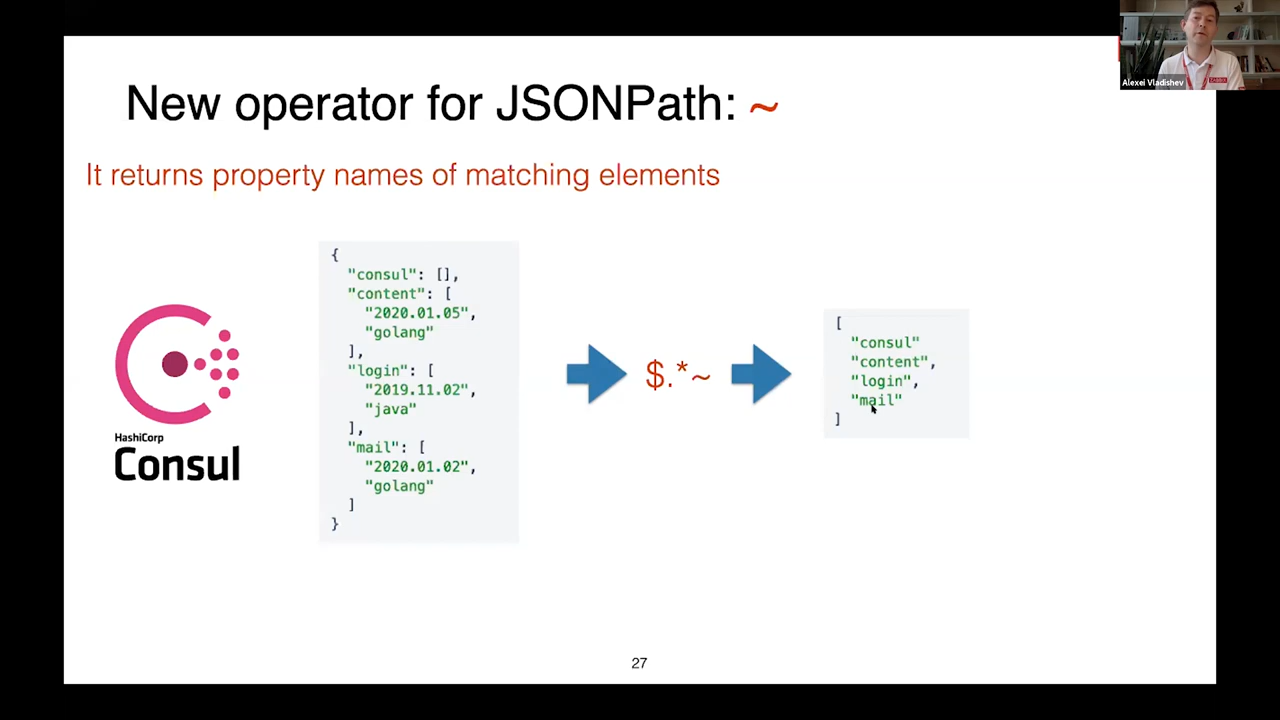 New operator for JSONPath: ~
It returns property names of matching elements
{
"consul": [],
"content": [
"2020.01.05",
"golang"
],
"login": [
"2019.11.02",
"java"
],
"mail": [
"2020.01.02",
"golang"
]
}
HashiCorp
Consul
$.*~
[
"consul"
"content",
"login",
"mail"
]
27
Alexei Vladishev
ZABBIX